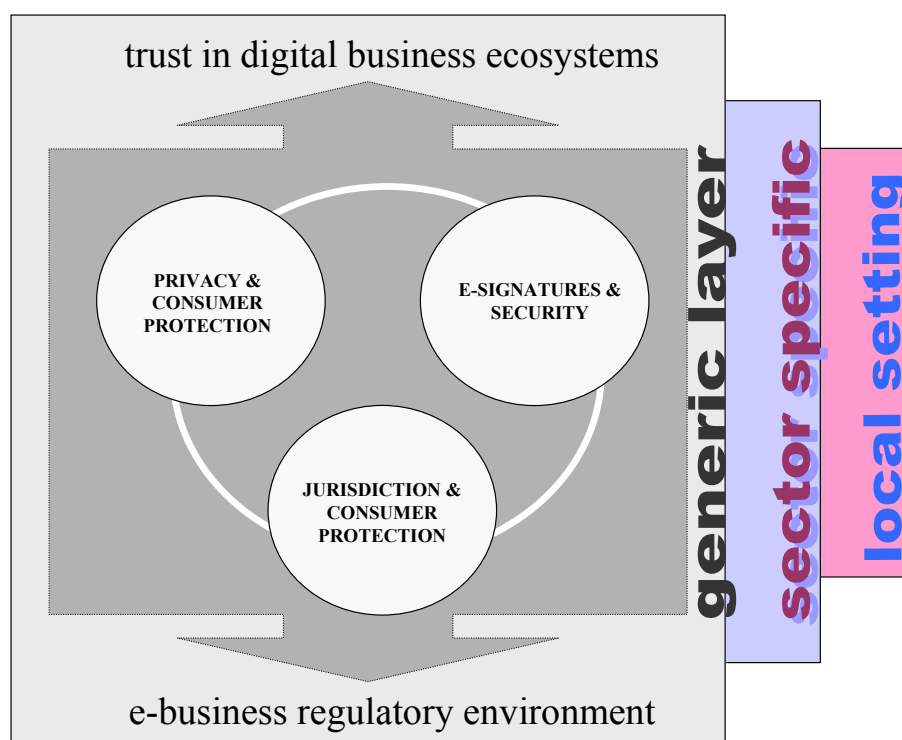 trust in digital business ecosystems
PRIVACY &
CONSUMER
PROTECTION
E-SIGNATURES &
SECURITY
JURISDICTION &
CONSUMER
PROTECTION
e-business regulatory environment
generic layer
sector specific
local setting